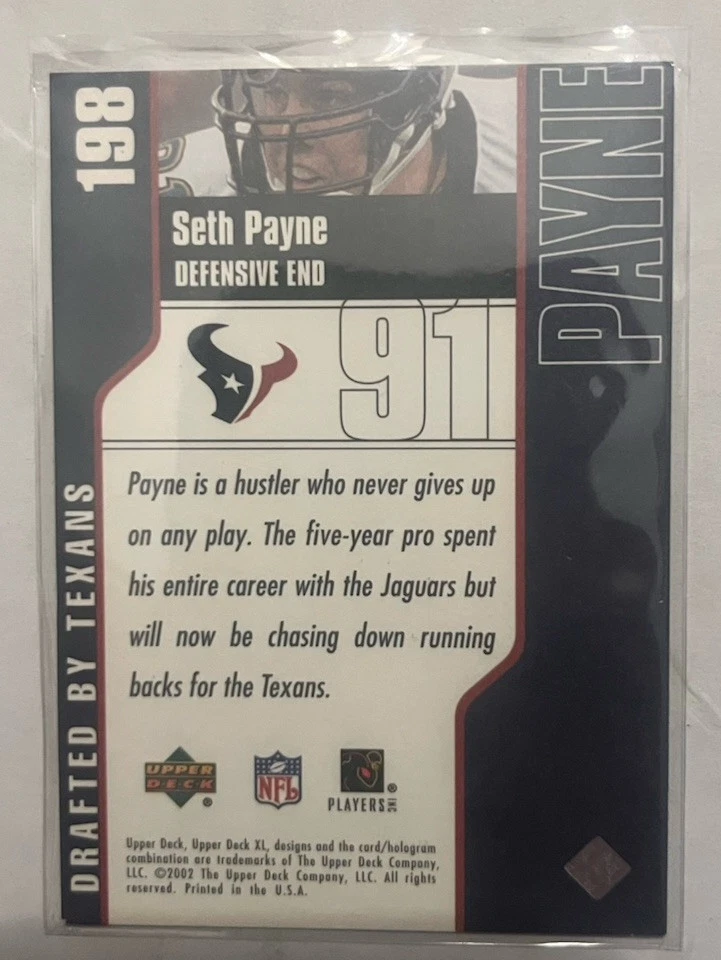 198
PAYNE
Seth Payne
DEFENSIVE END
91
Payne is a hustler who never gives up
on any play. The five-year pro spent
his entire career with the Jaguars but
will now be chasing down running
backs for the Texans.
DRAFTED BY TEXANS
UPPER
DECK
®
NFL
PLAYERS INC ®
Upper Deck, Upper Deck XL, designs and the card/hologram
combination are trademarks of The Upper Deck Company,
LLC. ©2002 The Upper Deck Company, LLC. All rights
reserved. Printed in the U.S.A.